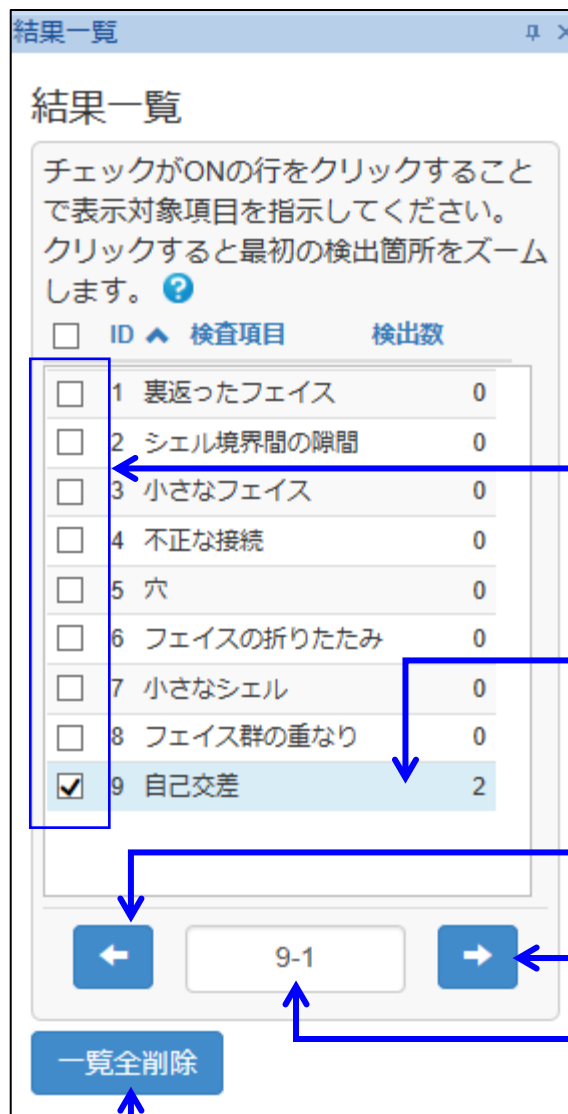 結果一覧
結果一覧
チェックがONの行をクリックすること
で表示対象項目を指示してください。
クリックすると最初の検出箇所をズーム
します。
ID 検査項目 検出数
1 裏返ったフェイス 0
2 シェル境界間の隙間 0
3 小さなフェイス 0
4 不正な接続 0
5 穴 0
6 フェイスの折りたたみ 0
7 小さなシェル 0
8 フェイス群の重なり 0
9 自己交差 2
9-1
一覧全削除